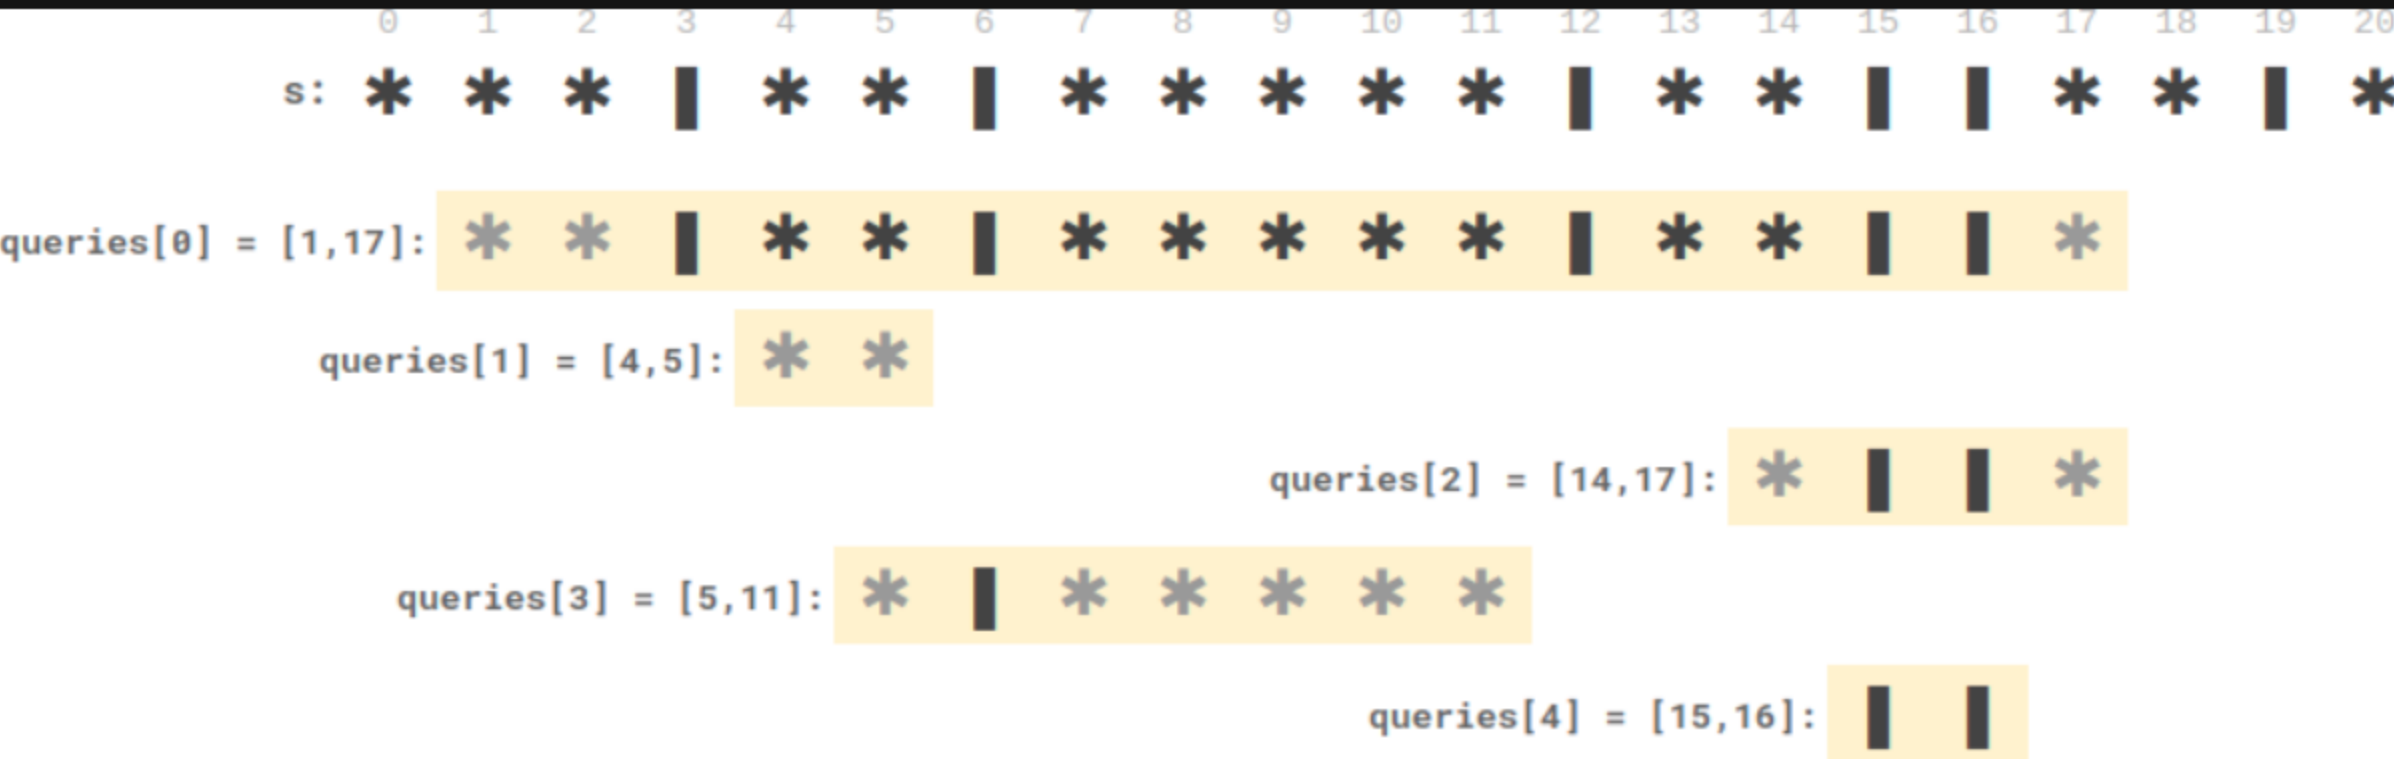 0 1 2 3 4 5 6 7 8 9 10 11 12 13 14 15 16 17 18 19 20
s: * * * | * * | * * * * * | * * | | * * | *
queries[0] = [1,17]: * * | * * | * * * * * | * * | | *
queries[1] = [4,5]: * *
queries[2] = [14,17]: * | | *
queries[3] = [5,11]: * | * * * * *
queries[4] = [15,16]: | |